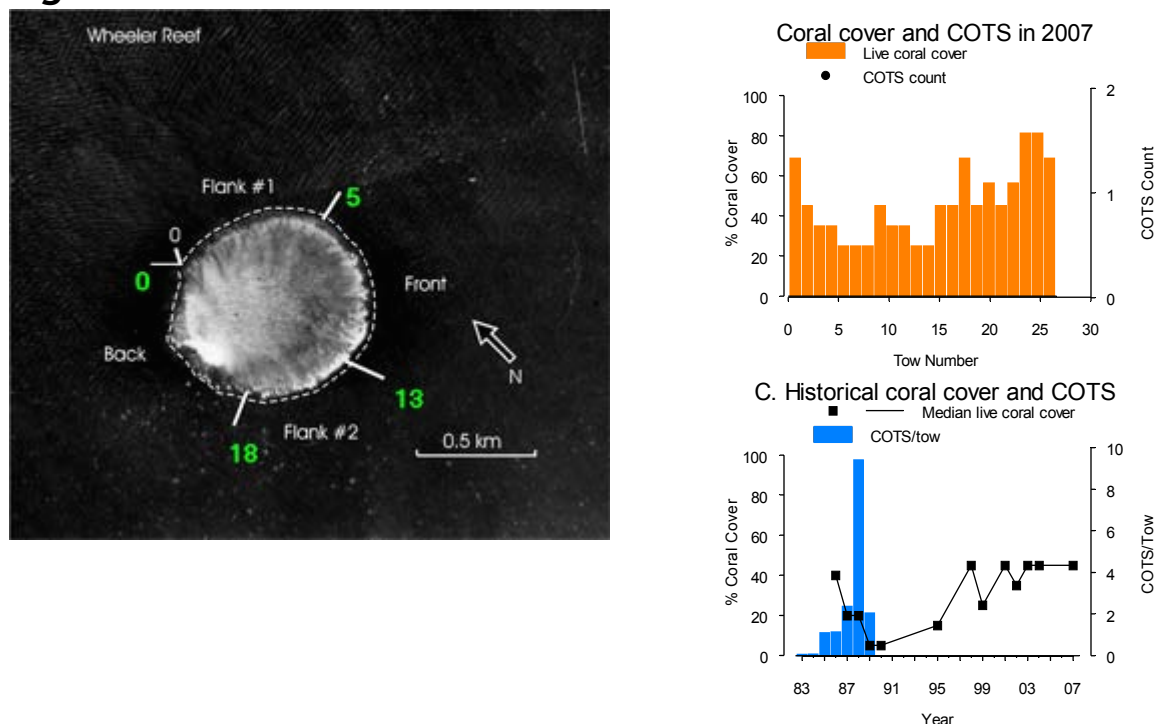 Wheeler Reef
Flank #1
5
0
0
Front
Back
N
13
Flank #2
18
0.5 km
Coral cover and COTS in 2007
Live coral cover
COTS count
100
80
60
40
20
0
% Coral Cover
2
1
0
COTS Count
0 5 10 15 20 25 30
Tow Number
C. Historical coral cover and COTS
Median live coral cover
COTS/tow
100
80
60
40
20
0
% Coral Cover
10
8
6
4
2
0
COTS/Tow
83 87 91 95 99 03 07
Year